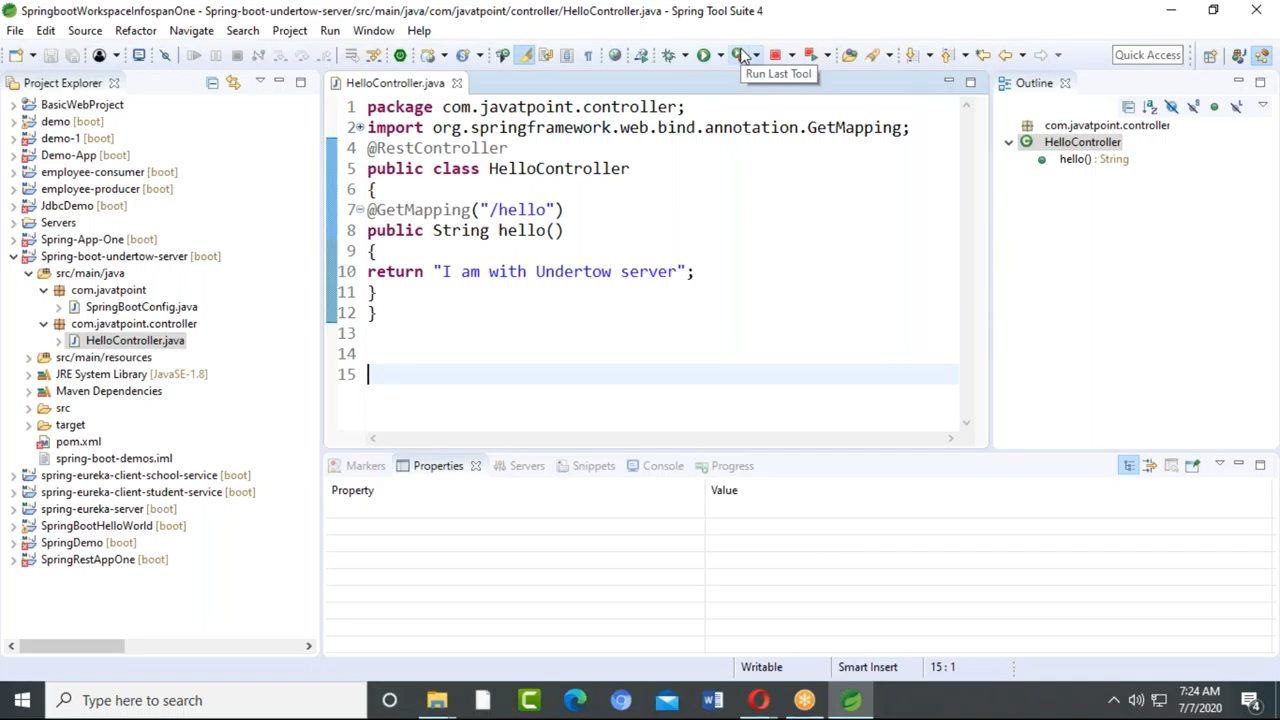 SpringbootWorkspaceInfospanOne - Spring-boot-undertow-server/src/main/java/com/javatpoint/controller/HelloController.java - Spring Tool Suite 4
File Edit Source Refactor Navigate Search Project Run Window Help
Quick Access
Run Last Tool
Project Explorer
BasicWebProject
demo [boot]
demo-1 [boot]
Demo-App [boot]
employee-consumer [boot]
employee-producer [boot]
JdbcDemo [boot]
Servers
Spring-App-One [boot]
Spring-boot-undertow-server [boot]
src/main/java
com.javatpoint
SpringBootConfig.java
com.javatpoint.controller
HelloController.java
src/main/resources
JRE System Library [JavaSE-1.8]
Maven Dependencies
src
target
pom.xml
spring-boot-demos.iml
spring-eureka-client-school-service [boot]
spring-eureka-client-student-service [boot]
spring-eureka-server [boot]
SpringBootHelloWorld [boot]
SpringDemo [boot]
SpringRestAppOne [boot]
HelloController.java
1 package com.javatpoint.controller;
2 import org.springframework.web.bind.annotation.GetMapping;
4 @RestController
5 public class HelloController
6 {
7 @GetMapping("/hello")
8 public String hello()
9 {
10 return "I am with Undertow server";
11 }
12 }
13
14
15
Outline
com.javatpoint.controller
HelloController
hello() : String
Markers Properties Servers Snippets Console Progress
Property Value
Writable Smart Insert 15 : 1
Type here to search
7:24 AM
7/7/2020
4